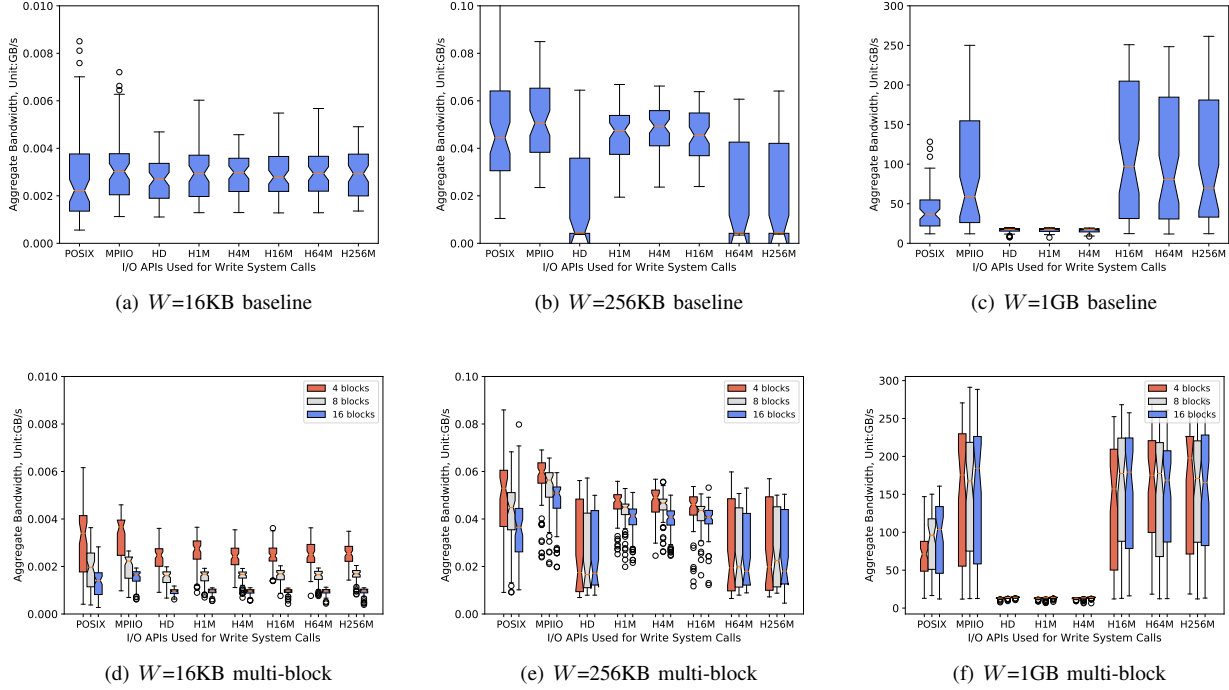 0.010
0.008
0.006
0.004
0.002
0.000
Aggregate Bandwidth, Unit:GB/s
POSIX MPIIO HD H1M H4M H16M H64M H256M
I/O APIs Used for Write System Calls
(a) W=16KB baseline
0.10
0.08
0.06
0.04
0.02
0.00
Aggregate Bandwidth, Unit:GB/s
POSIX MPIIO HD H1M H4M H16M H64M H256M
I/O APIs Used for Write System Calls
(b) W=256KB baseline
300
250
200
150
100
50
0
Aggregate Bandwidth, Unit:GB/s
POSIX MPIIO HD H1M H4M H16M H64M H256M
I/O APIs Used for Write System Calls
(c) W=1GB baseline
0.010
0.008
0.006
0.004
0.002
0.000
Aggregate Bandwidth, Unit:GB/s
4 blocks
8 blocks
16 blocks
POSIX MPIIO HD H1M H4M H16M H64M H256M
I/O APIs Used for Write System Calls
(d) W=16KB multi-block
0.10
0.08
0.06
0.04
0.02
0.00
Aggregate Bandwidth, Unit:GB/s
4 blocks
8 blocks
16 blocks
POSIX MPIIO HD H1M H4M H16M H64M H256M
I/O APIs Used for Write System Calls
(e) W=256KB multi-block
300
250
200
150
100
50
0
Aggregate Bandwidth, Unit:GB/s
4 blocks
8 blocks
16 blocks
POSIX MPIIO HD H1M H4M H16M H64M H256M
I/O APIs Used for Write System Calls
(f) W=1GB multi-block